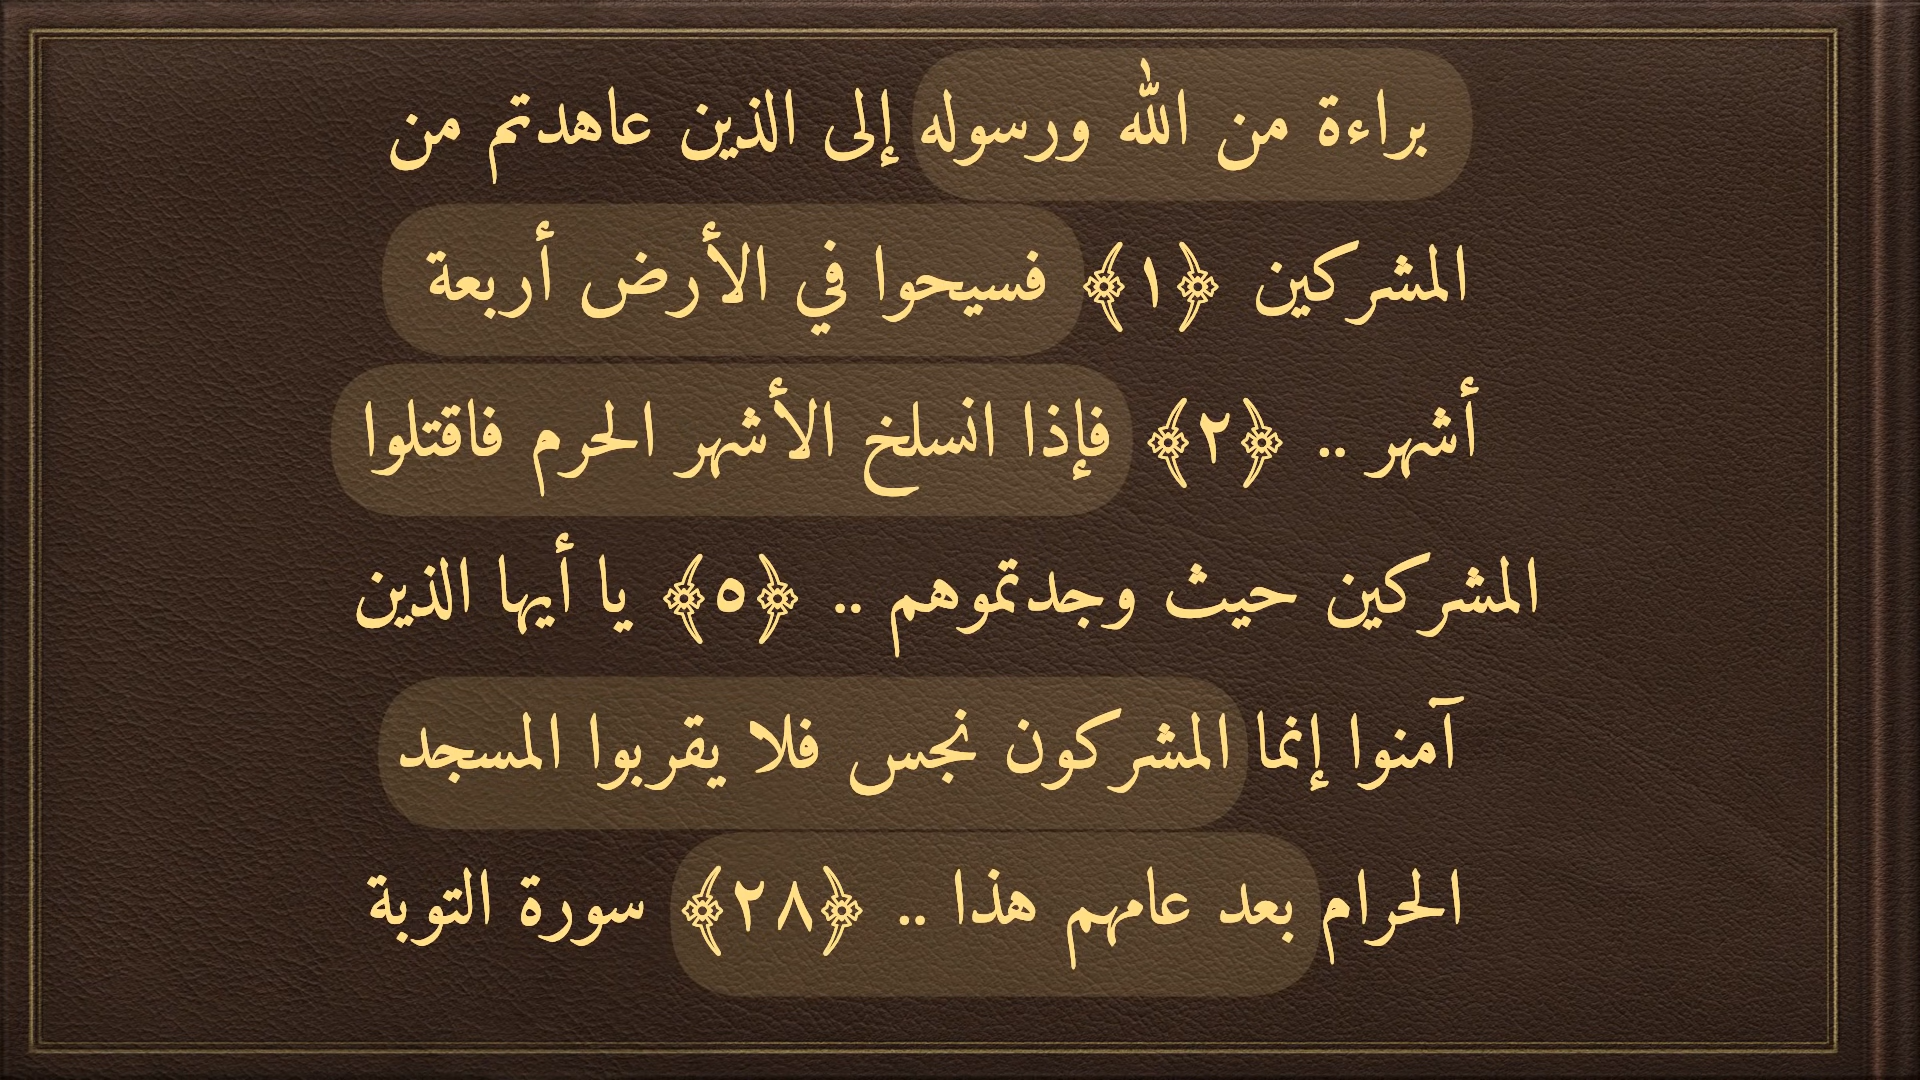 براءة من الله ورسوله إلى الذين عاهدتم من
المشركين ﴿١﴾ فسيحوا في الأرض أربعة
أشهر .. ﴿٢﴾ فإذا انسلخ الأشهر الحرم فاقتلوا
المشركين حيث وجدتموهم .. ﴿٥﴾ يا أيها الذين
آمنوا إنما المشركون نجس فلا يقربوا المسجد
الحرام بعد عامهم هذا .. ﴿٢٨﴾ سورة التوبة